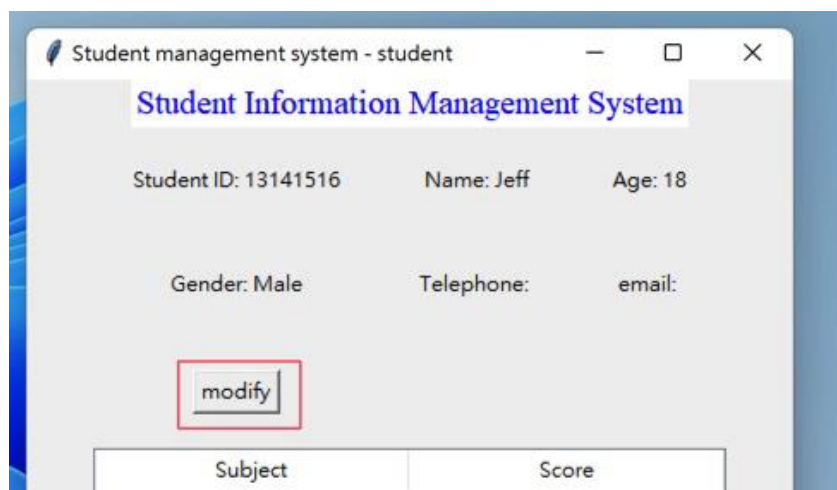 Student management system - student
Student Information Management System
Student ID: 13141516 Name: Jeff Age: 18
Gender: Male Telephone: email:
modify
Subject Score